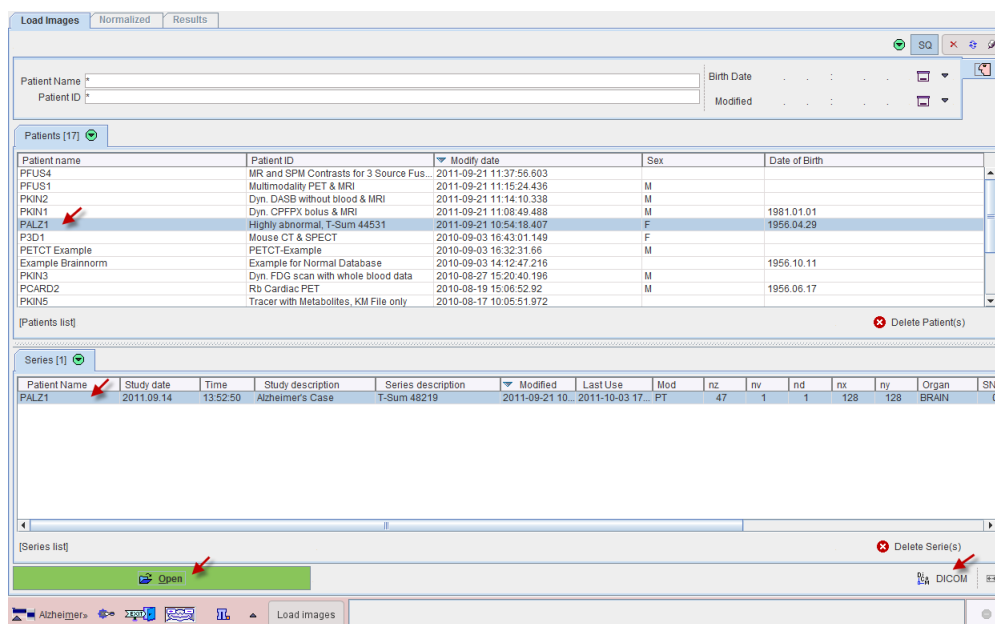 Load Images Normalized Results
SQ
Patient Name * Birth Date . . : . .
Patient ID * Modified . . : . .
Patients [17]
Patient name Patient ID Modify date Sex Date of Birth
PFUS4 MR and SPM Contrasts for 3 Source Fus... 2011-09-21 11:37:56.603
PFUS1 Multimodality PET & MRI 2011-09-21 11:15:24.436 M
PKIN2 Dyn. DASB without blood & MRI 2011-09-21 11:14:10.338 M
PKIN1 Dyn. CPFPX bolus & MRI 2011-09-21 11:08:49.488 M 1981.01.01
PALZ1 Highly abnormal, T-Sum 44531 2011-09-21 10:54:18.407 F 1956.04.29
P3D1 Mouse CT & SPECT 2010-09-03 16:43:01.149 F
PETCT Example PETCT-Example 2010-09-03 16:32:31.66 M
Example Brainnorm Example for Normal Database 2010-09-03 14:12:47.216 1956.10.11
PKIN3 Dyn. FDG scan with whole blood data 2010-08-27 15:20:40.196 M
PCARD2 Rb Cardiac PET 2010-08-19 15:06:52.92 M 1956.06.17
PKIN5 Tracer with Metabolites, KM File only 2010-08-17 10:05:51.972
[Patients list] Delete Patient(s)
Series [1]
Patient Name Study date Time Study description Series description Modified Last Use Mod nz nv nd nx ny Organ SN
PALZ1 2011.09.14 13:52:50 Alzheimer's Case T-Sum 48219 2011-09-21 10... 2011-10-03 17... PT 47 1 1 128 128 BRAIN
[Series list] Delete Serie(s)
Open DICOM
Alzheimer» Load images